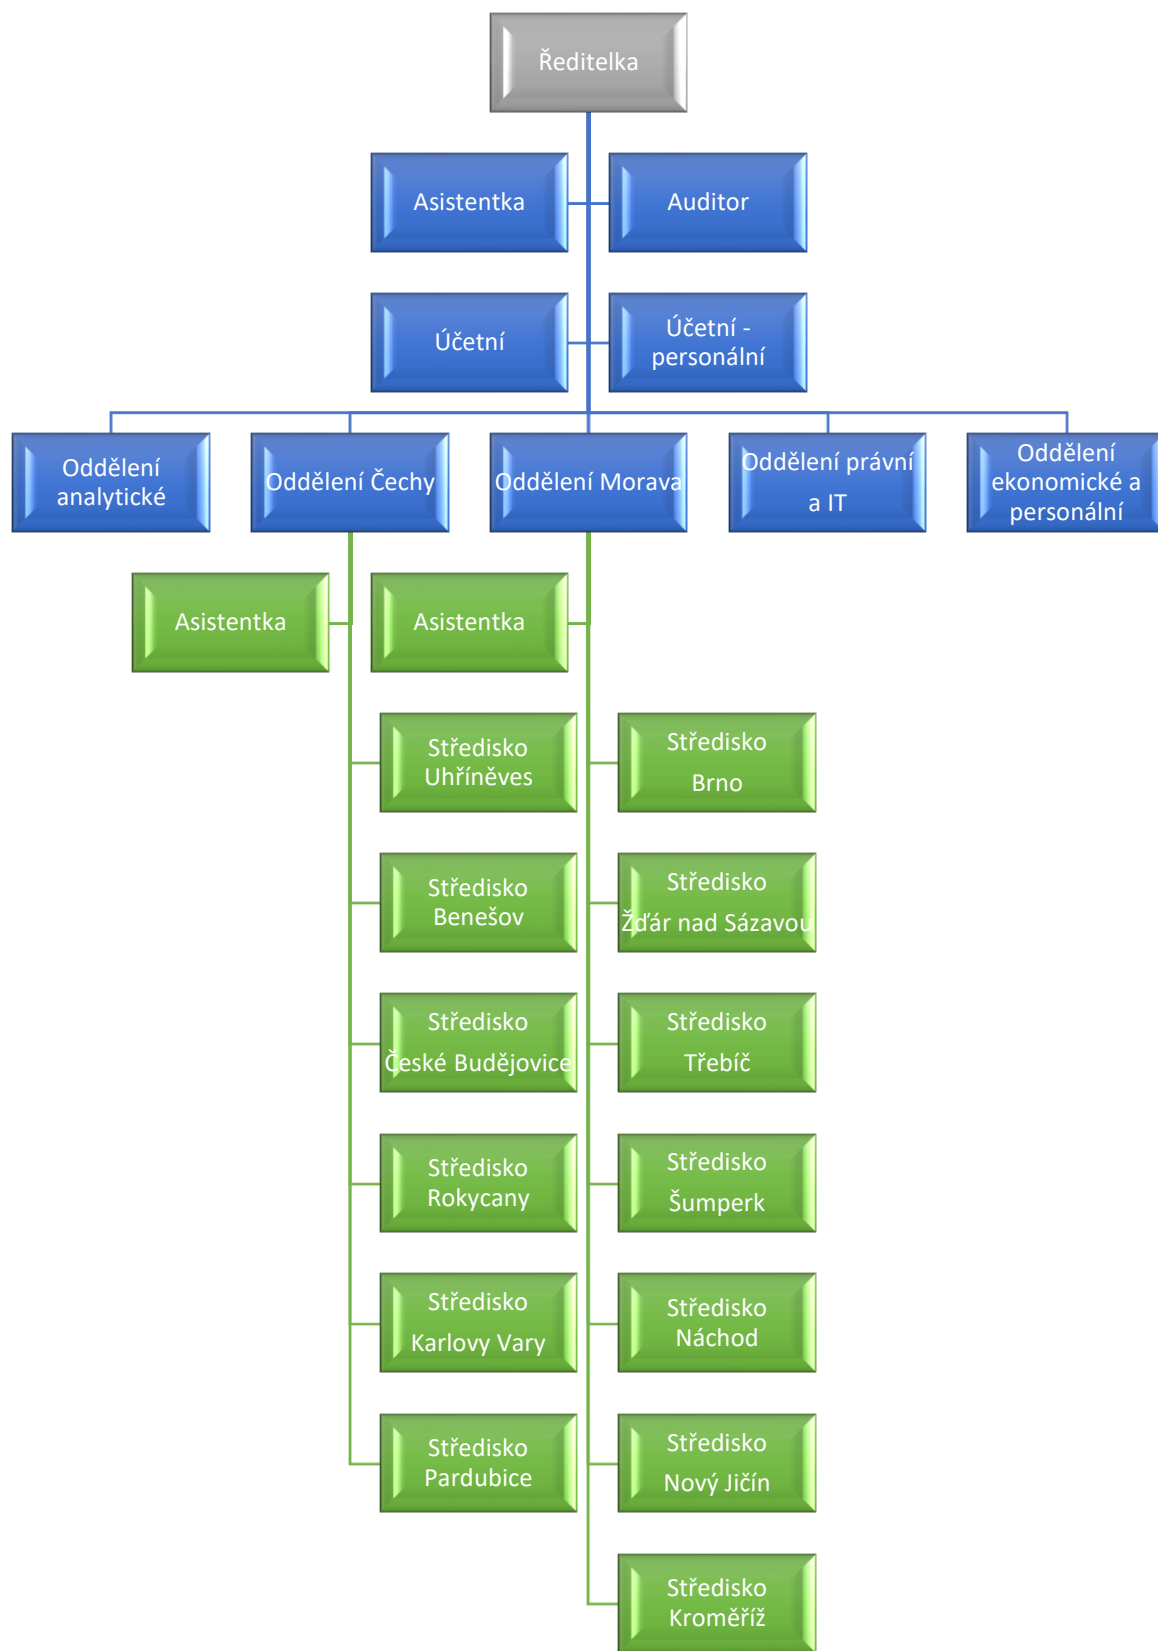 Ředitelka
Asistentka
Auditor
Účetní
Účetní -
personální
Oddělení
analytické
Oddělení Čechy
Oddělení Morava
Oddělení právní
a IT
Oddělení
ekonomické a
personální
Asistentka
Asistentka
Středisko
Uhříněves
Středisko
Brno
Středisko
Benešov
Středisko
Žďár nad Sázavou
Středisko
České Budějovice
Středisko
Třebíč
Středisko
Rokycany
Středisko
Šumperk
Středisko
Karlovy Vary
Středisko
Náchod
Středisko
Pardubice
Středisko
Nový Jičín
Středisko
Kroměříž